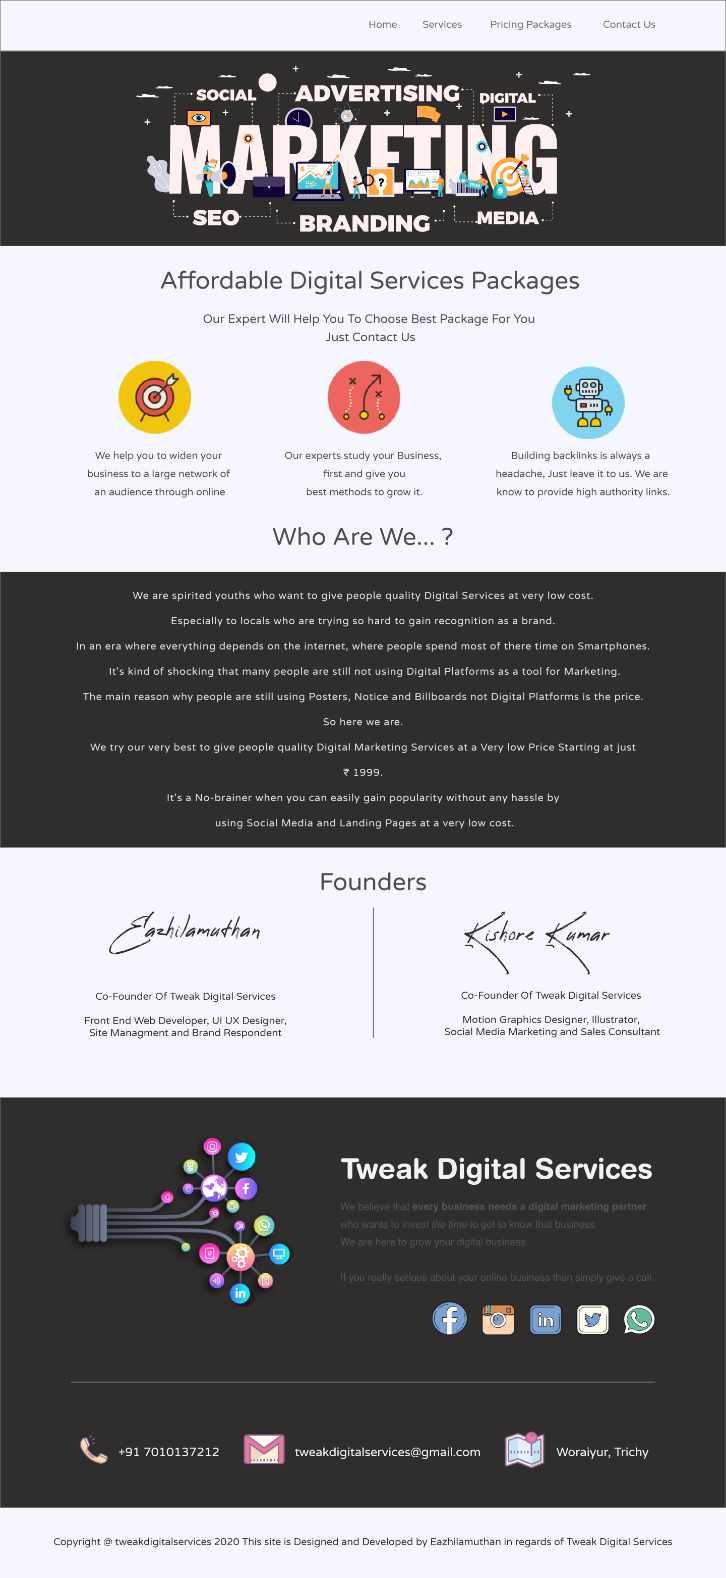 Home Services Pricing Packages Contact Us
SOCIAL ADVERTISING DIGITAL
MARKETING
SEO BRANDING MEDIA
Affordable Digital Services Packages
Our Expert Will Help You To Choose Best Package For You
Just Contact Us
We help you to widen your
business to a large network of
an audience through online
Our experts study your Business,
first and give you
best methods to grow it.
Building backlinks is always a
headache, Just leave it to us. We are
know to provide high authority links.
Who Are We... ?
We are spirited youths who want to give people quality Digital Services at very low cost.
Especially to locals who are trying so hard to gain recognition as a brand.
In an era where everything depends on the internet, where people spend most of there time on Smartphones.
It's kind of shocking that many people are still not using Digital Platforms as a tool for Marketing.
The main reason why people are still using Posters, Notice and Billboards not Digital Platforms is the price.
So here we are.
We try our very best to give people quality Digital Marketing Services at a Very low Price Starting at just
₹ 1999.
It's a No-brainer when you can easily gain popularity without any hassle by
using Social Media and Landing Pages at a very low cost.
Founders
Eazhilamuthan
Co-Founder Of Tweak Digital Services
Front End Web Developer, UI UX Designer,
Site Managment and Brand Respondent
Kishore Kumar
Co-Founder Of Tweak Digital Services
Motion Graphics Designer, Illustrator,
Social Media Marketing and Sales Consultant
Tweak Digital Services
We believe that every business needs a digital marketing partner
who wants to invest the time to get to know that business.
We are here to grow your digital business.
If you really serious about your online business then simply give a call.
+91 7010137212
tweakdigitalservices@gmail.com
Woraiyur, Trichy
Copyright @ tweakdigitalservices 2020 This site is Designed and Developed by Eazhilamuthan in regards of Tweak Digital Services